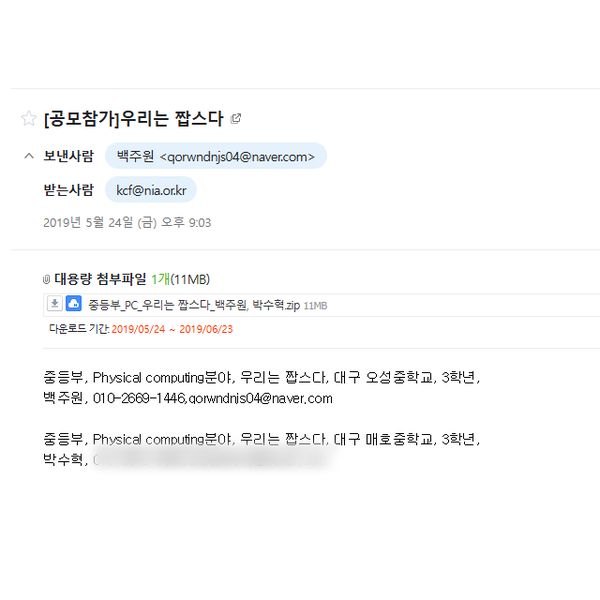 [공모참가]우리는 짭스다
보낸사람 백주원 <qorwndnjs04@naver.com>
받는사람 kcf@nia.or.kr
2019년 5월 24일 (금) 오후 9:03
대용량 첨부파일 1개(11MB)
중등부_PC_우리는 짭스다_백주원, 박수혁.zip 11MB
다운로드 기간: 2019/05/24 ~ 2019/06/23
중등부, Physical computing분야, 우리는 짭스다, 대구 오성중학교, 3학년,
백주원, 010-2669-1446,qorwndnjs04@naver.com
중등부, Physical computing분야, 우리는 짭스다, 대구 매호중학교, 3학년,
박수혁,